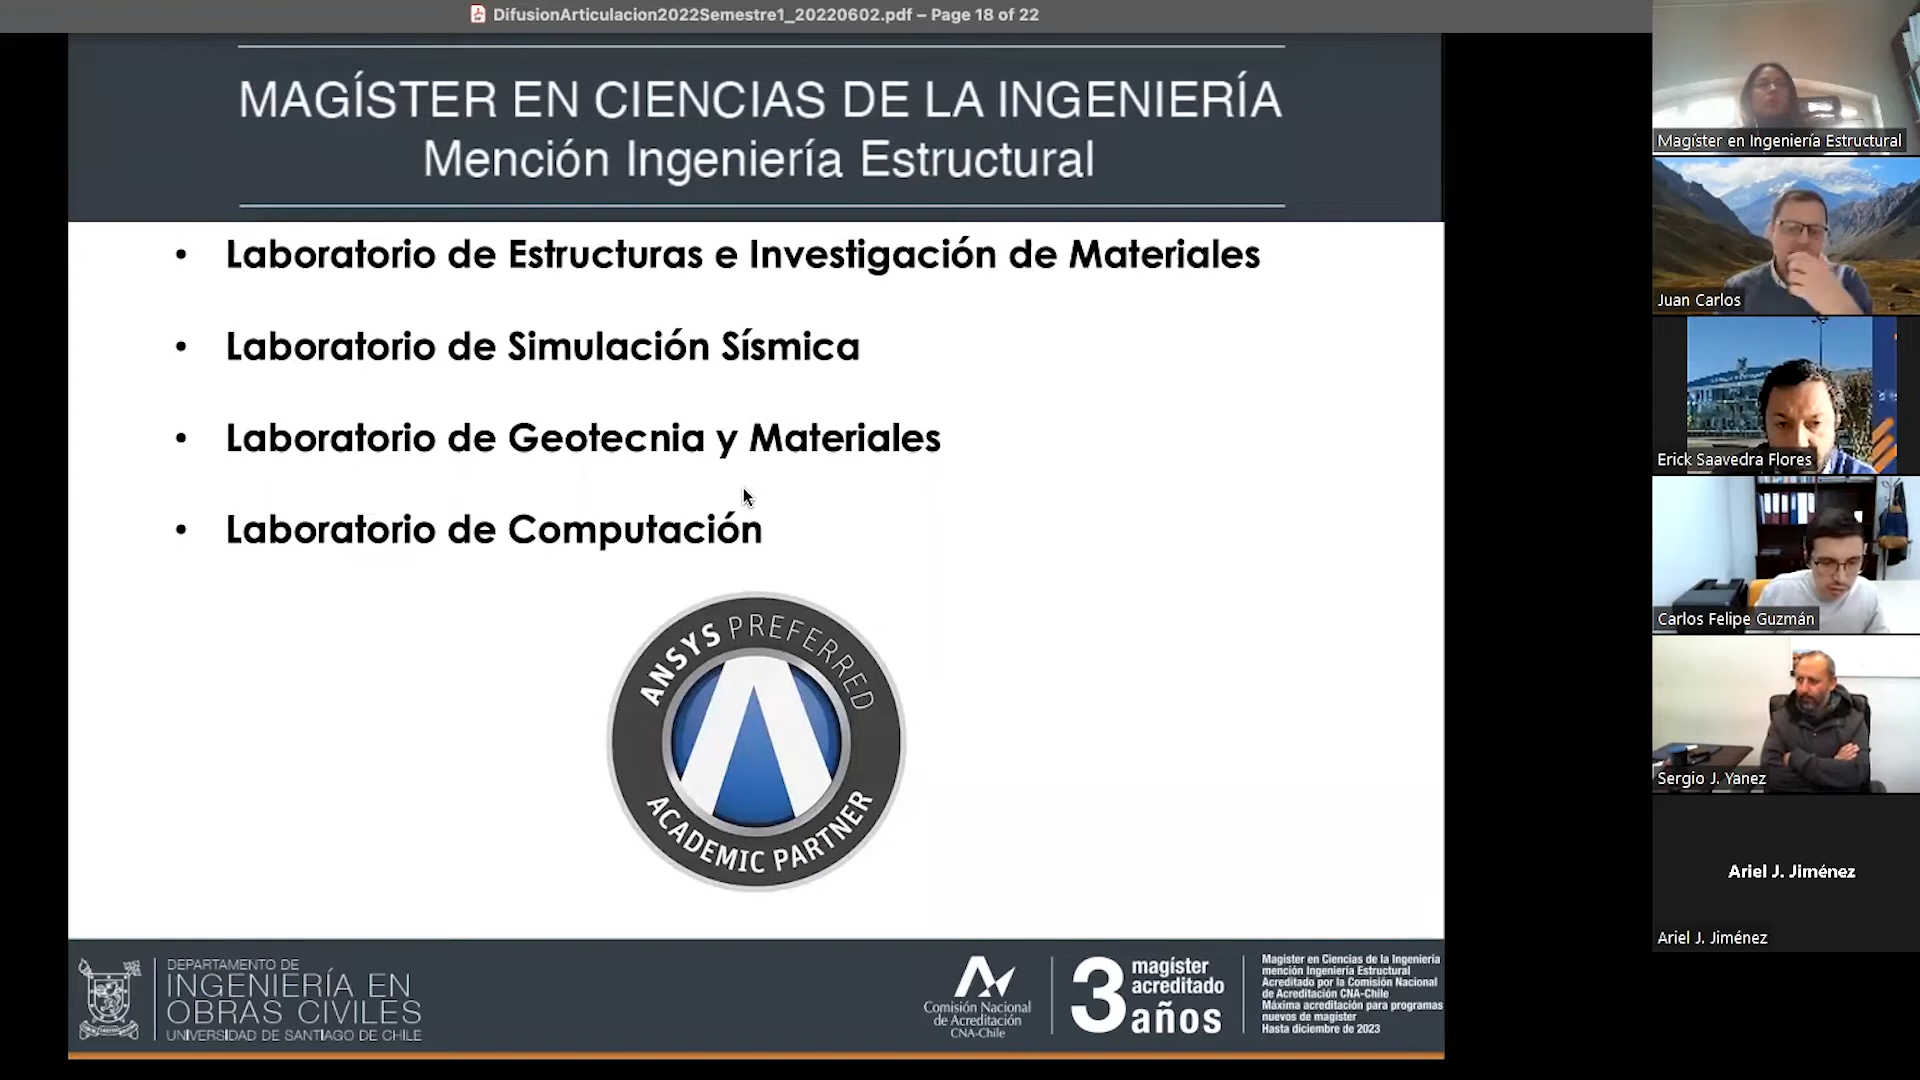 DifusionArticulacion2022Semestre1_20220602.pdf – Page 18 of 22
MAGÍSTER EN CIENCIAS DE LA INGENIERÍA
Mención Ingeniería Estructural
• Laboratorio de Estructuras e Investigación de Materiales
• Laboratorio de Simulación Sísmica
• Laboratorio de Geotecnia y Materiales
• Laboratorio de Computación
ANSYS PREFERRED
ACADEMIC PARTNER
DEPARTAMENTO DE
INGENIERÍA EN
OBRAS CIVILES
UNIVERSIDAD DE SANTIAGO DE CHILE
Comisión Nacional
de Acreditación
CNA-Chile
3 magíster
acreditado
años
Magíster en Ciencias de la Ingeniería
mención Ingeniería Estructural
Acreditado por la Comisión Nacional
de Acreditación CNA-Chile
Máxima acreditación para programas
nuevos de magíster
Hasta diciembre de 2023
Magíster en Ingeniería Estructural
Juan Carlos
Erick Saavedra Flores
Carlos Felipe Guzmán
Sergio J. Yanez
Ariel J. Jiménez
Ariel J. Jiménez